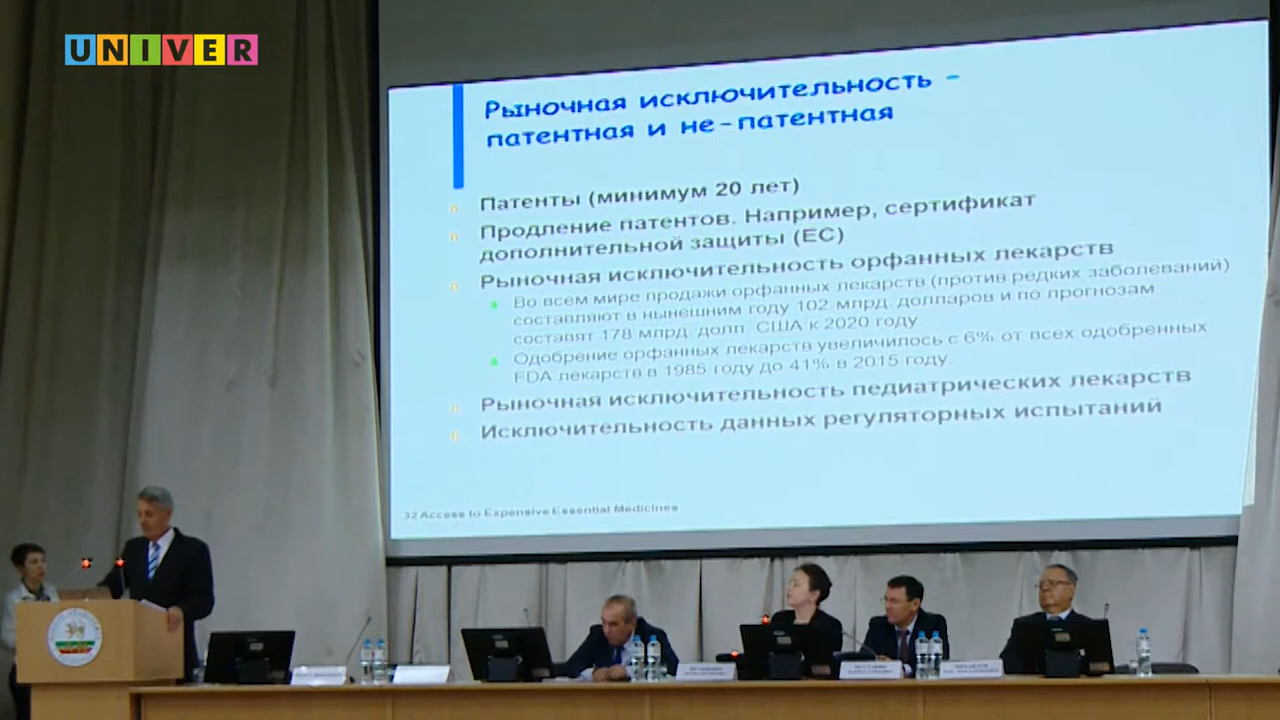 UNIVER
Рыночная исключительность –
патентная и не-патентная
Патенты (минимум 20 лет)
Продление патентов. Например, сертификат
дополнительной защиты (ЕС)
Рыночная исключительность орфанных лекарств
Во всем мире продажи орфанных лекарств (против редких заболеваний)
составляют в нынешним году 102 млрд. долларов и по прогнозам
составят 178 млрд. долл. США к 2020 году
Одобрение орфанных лекарств увеличилось с 6% от всех одобренных
FDA лекарств в 1985 году до 41% в 2015 году.
Рыночная исключительность педиатрических лекарств
Исключительность данных регуляторных испытаний
32 Access to Expensive Essential Medicines